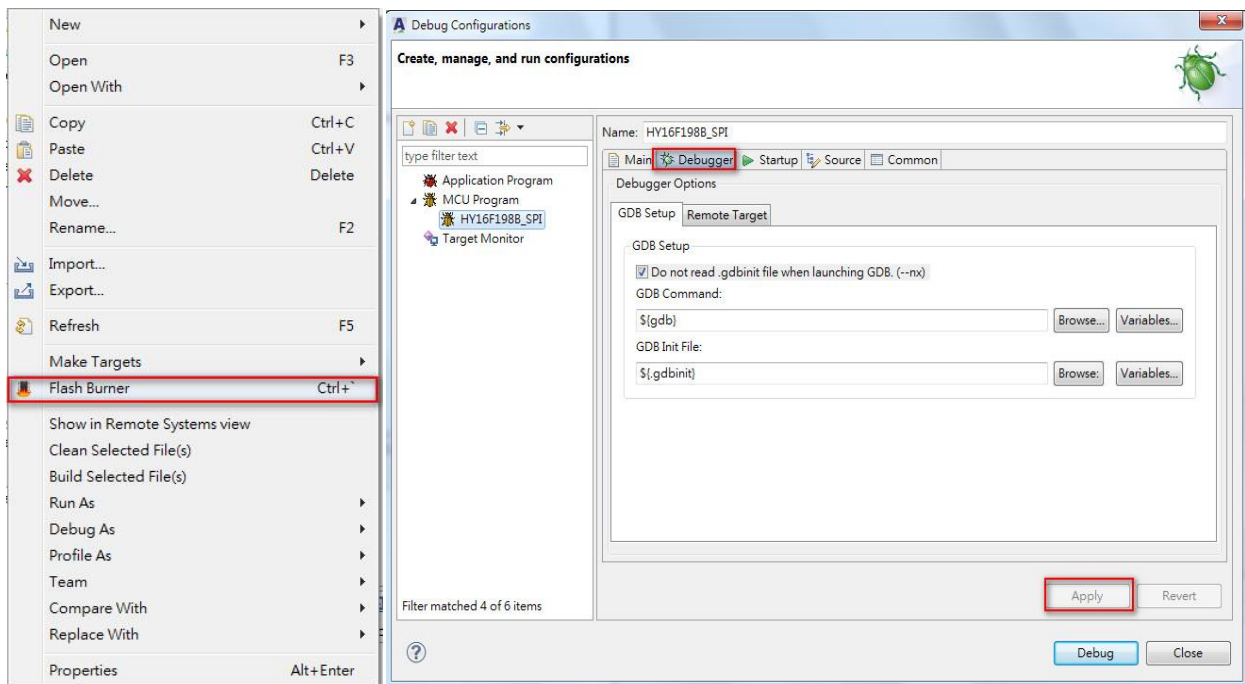 New
Open F3
Open With
Copy Ctrl+C
Paste Ctrl+V
Delete Delete
Move...
Rename... F2
Import...
Export...
Refresh F5
Make Targets
Flash Burner Ctrl+`
Show in Remote Systems view
Clean Selected File(s)
Build Selected File(s)
Run As
Debug As
Profile As
Team
Compare With
Replace With
Properties Alt+Enter
Debug Configurations
Create, manage, and run configurations
type filter text
Application Program
MCU Program
HY16F198B_SPI
Target Monitor
Filter matched 4 of 6 items
Name: HY16F198B_SPI
Main Debugger Startup Source Common
Debugger Options
GDB Setup Remote Target
GDB Setup
Do not read .gdbinit file when launching GDB. (--nx)
GDB Command:
${gdb} Browse... Variables...
GDB Init File:
${.gdbinit} Browse: Variables...
Apply Revert
Debug Close